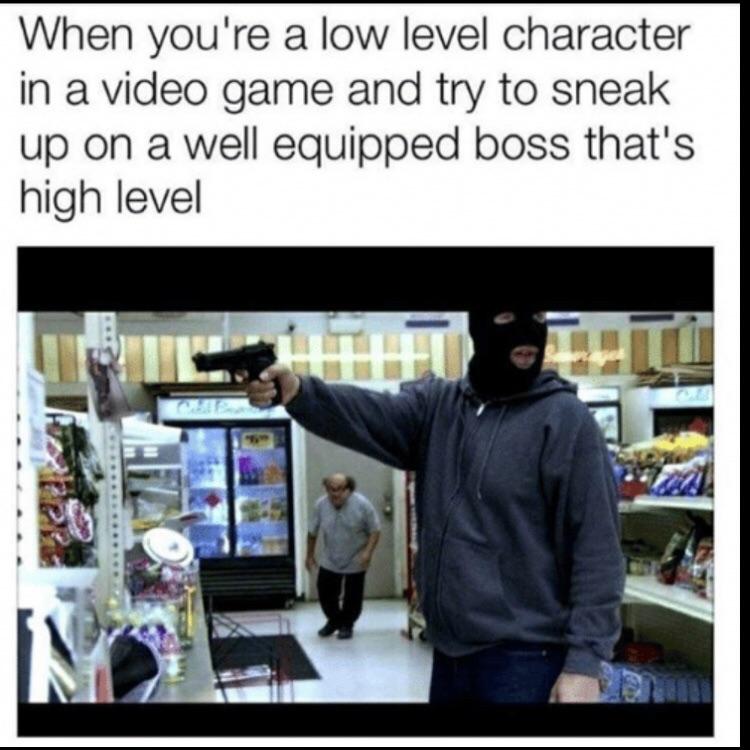 When you're a low level character
in a video game and try to sneak
up on a well equipped boss that's
high level